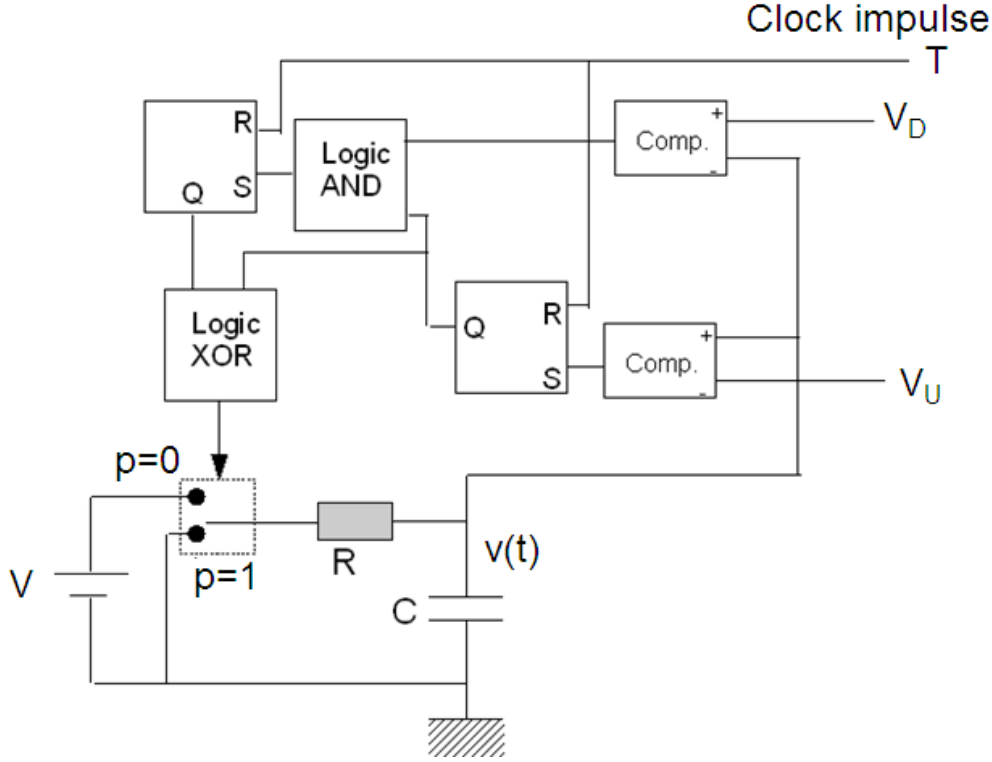 Clock impulse
T
V_D
R
Logic
AND
+
Comp.
-
S
Q
Logic
XOR
Q
R
S
+
Comp.
-
V_U
p=0
p=1
R
v(t)
V
C